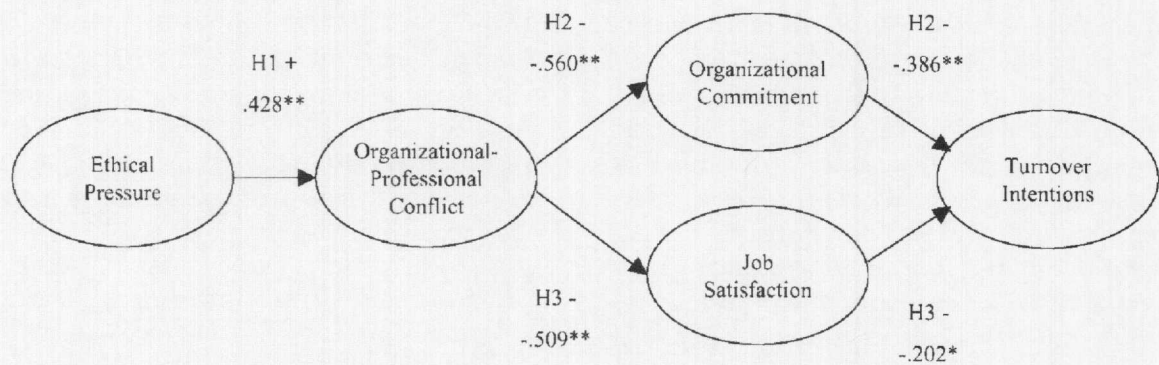 H1 +
.428**
Ethical
Pressure
Organizational-
Professional
Conflict
H2 -
-.560**
Organizational
Commitment
H2 -
-.386**
H3 -
-.509**
Job
Satisfaction
H3 -
-.202*
Turnover
Intentions